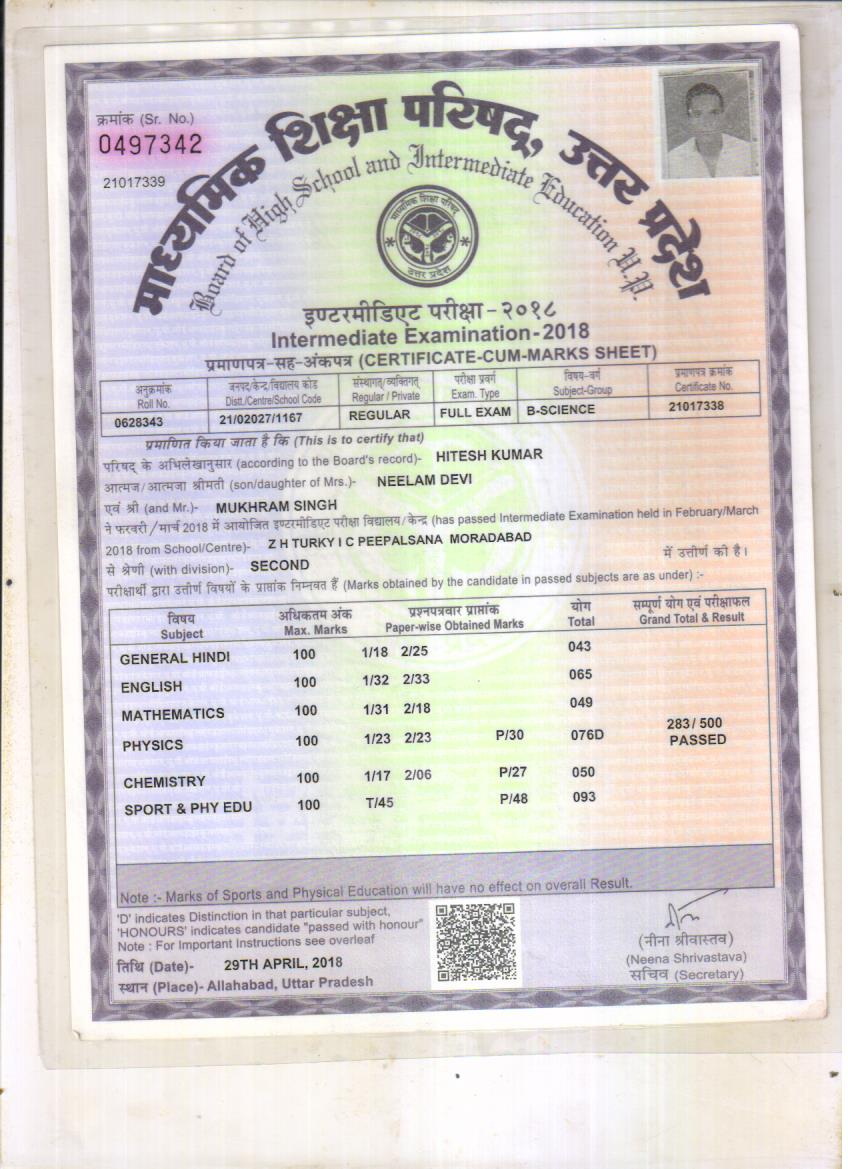 क्रमांक (Sr. No.)
0497342
21017339
माध्यमिक शिक्षा परिषद्, उत्तर प्रदेश
Board of High School and Intermediate Education U.P.
माध्यमिक शिक्षा परिषद्
उत्तर प्रदेश
इण्टरमीडिएट परीक्षा - २०१८
Intermediate Examination - 2018
प्रमाणपत्र-सह-अंकपत्र (CERTIFICATE-CUM-MARKS SHEET)
अनुक्रमांक जनपद/केन्द्र/विद्यालय कोड संस्थागत/व्यक्तिगत परीक्षा प्रवर्ग विषय-वर्ग प्रमाणपत्र क्रमांक
Roll No. Distt./Centre/School Code Regular / Private Exam. Type Subject-Group Certificate No.
0628343 21/02027/1167 REGULAR FULL EXAM B-SCIENCE 21017338
प्रमाणित किया जाता है कि (This is to certify that)
परिषद् के अभिलेखानुसार (according to the Board's record)- HITESH KUMAR
आत्मज/आत्मजा श्रीमती (son/daughter of Mrs.)- NEELAM DEVI
एवं श्री (and Mr.)- MUKHRAM SINGH
ने फरवरी/मार्च 2018 में आयोजित इण्टरमीडिएट परीक्षा विद्यालय/केन्द्र (has passed Intermediate Examination held in February/March
2018 from School/Centre)- Z H TURKY I C PEEPALSANA MORADABAD
से श्रेणी (with division)- SECOND में उत्तीर्ण की है।
परीक्षार्थी द्वारा उत्तीर्ण विषयों के प्राप्तांक निम्नवत हैं (Marks obtained by the candidate in passed subjects are as under) :-
विषय अधिकतम अंक प्रश्नपत्रवार प्राप्तांक योग सम्पूर्ण योग एवं परीक्षाफल
Subject Max. Marks Paper-wise Obtained Marks Total Grand Total & Result
GENERAL HINDI 100 1/18 2/25 043
ENGLISH 100 1/32 2/33 065
MATHEMATICS 100 1/31 2/18 049
283/ 500
PHYSICS 100 1/23 2/23 P/30 076D PASSED
CHEMISTRY 100 1/17 2/06 P/27 050
SPORT & PHY EDU 100 T/45 P/48 093
Note :- Marks of Sports and Physical Education will have no effect on overall Result.
'D' indicates Distinction in that particular subject,
'HONOURS' indicates candidate "passed with honour"
Note : For Important Instructions see overleaf
तिथि (Date)- 29TH APRIL, 2018
स्थान (Place)- Allahabad, Uttar Pradesh
(नीना श्रीवास्तव)
(Neena Shrivastava)
सचिव (Secretary)